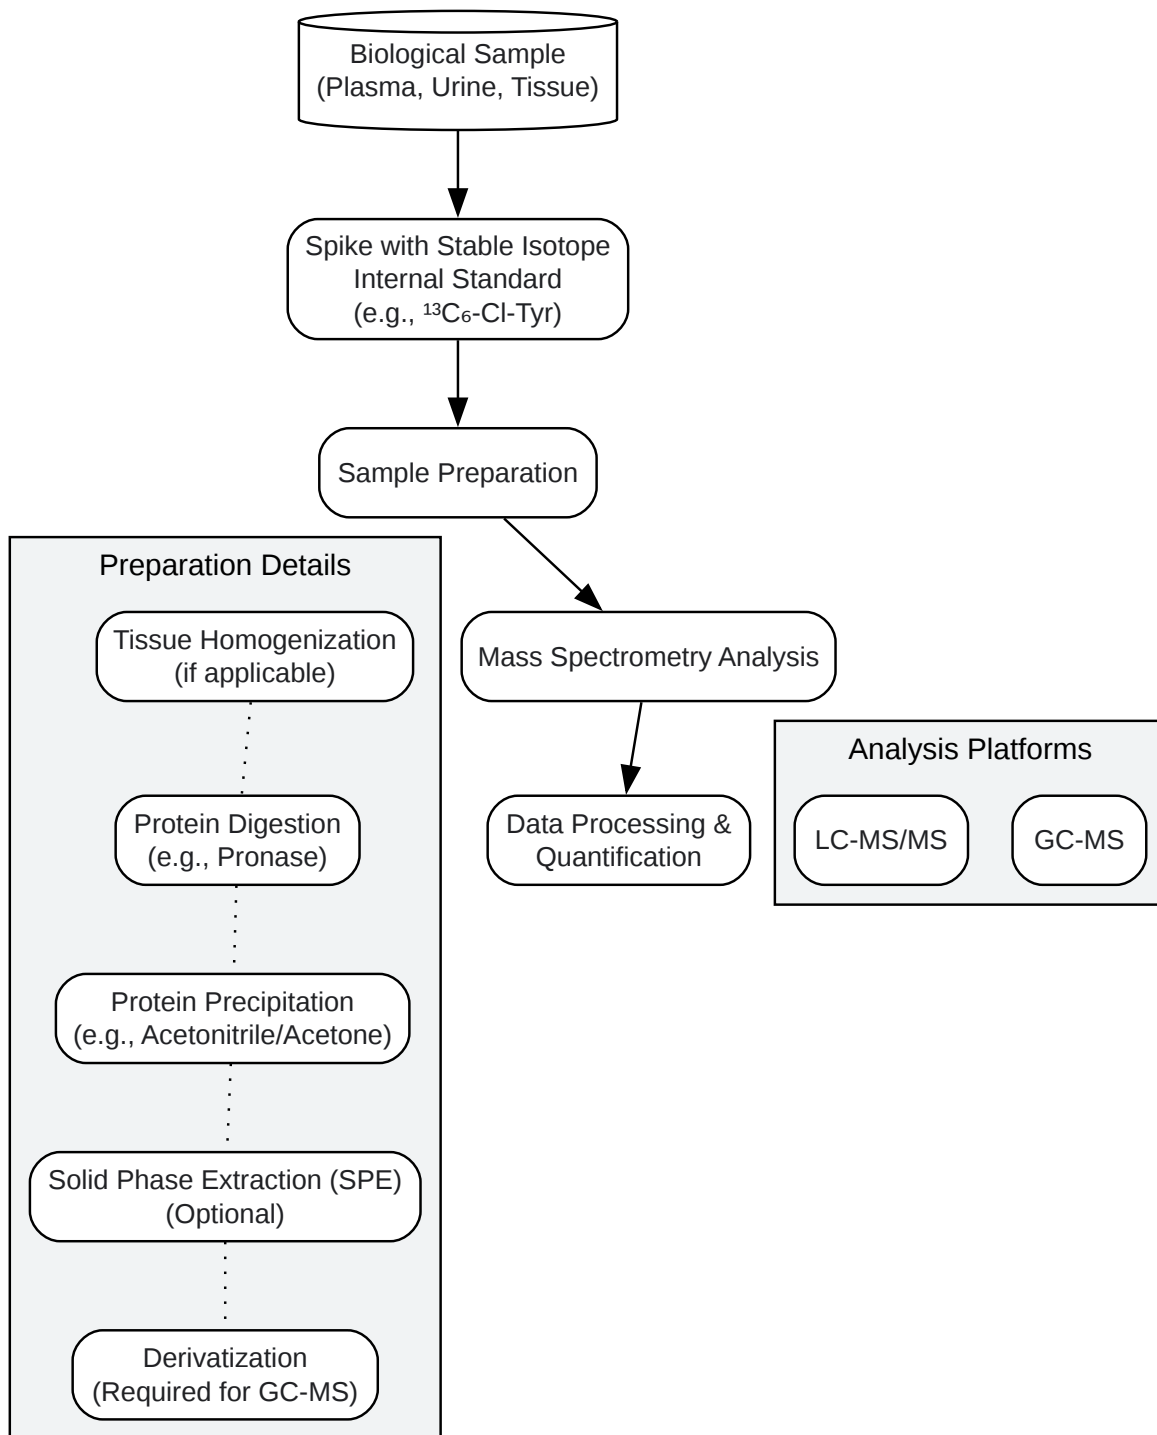 Biological Sample
(Plasma, Urine, Tissue)
Spike with Stable Isotope
Internal Standard
(e.g., ¹³C₆-Cl-Tyr)
Sample Preparation
Preparation Details
Tissue Homogenization
(if applicable)
Protein Digestion
(e.g., Pronase)
Protein Precipitation
(e.g., Acetonitrile/Acetone)
Solid Phase Extraction (SPE)
(Optional)
Derivatization
(Required for GC-MS)
Mass Spectrometry Analysis
Data Processing &
Quantification
Analysis Platforms
LC-MS/MS
GC-MS